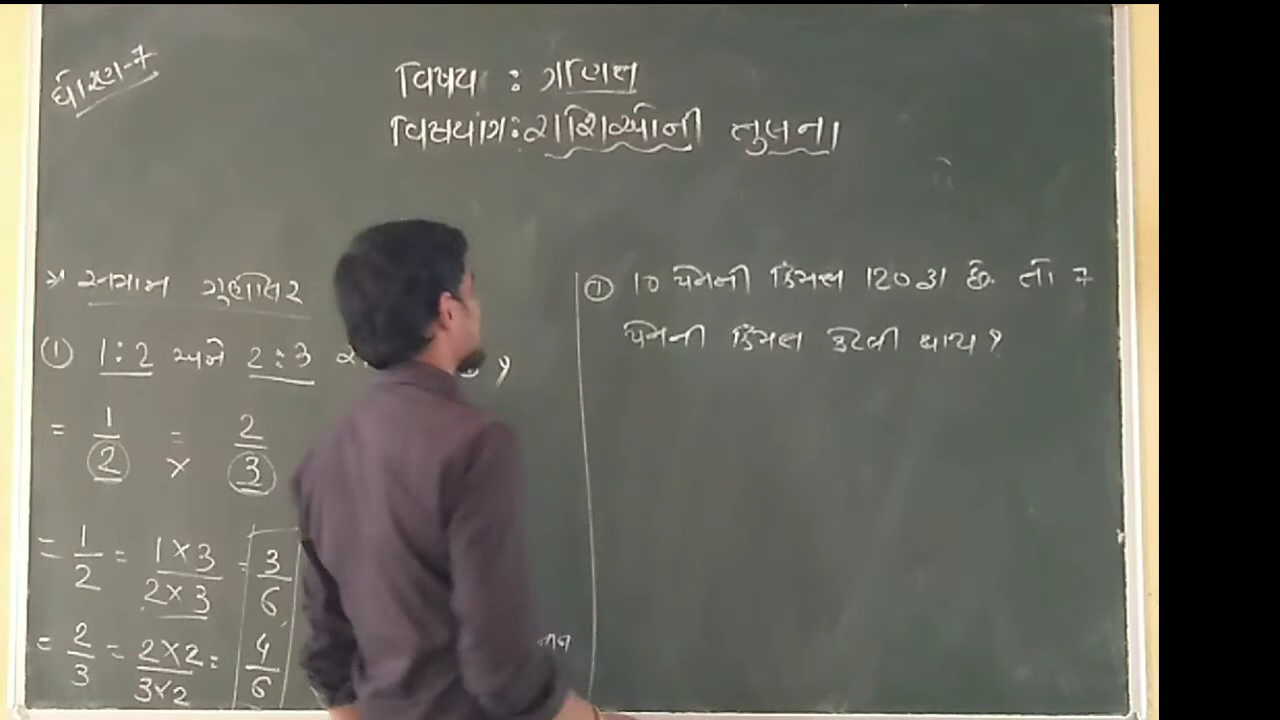 ધોરણ-7
વિષય : ગણિત
વિષયાંગ: રાશિઓની તુલના
* સમાન ગુણોત્તર
① 1:2 અને 2:3 ?
= 1/2 = × 2/3
= 1/2 = 1×3/2×3 = 3/6
= 2/3 = 2×2/3×2 = 4/6
① 10 પેનની કિંમત 120 રૂા છે. તો 7
પેનની કિંમત કેટલી થાય ?